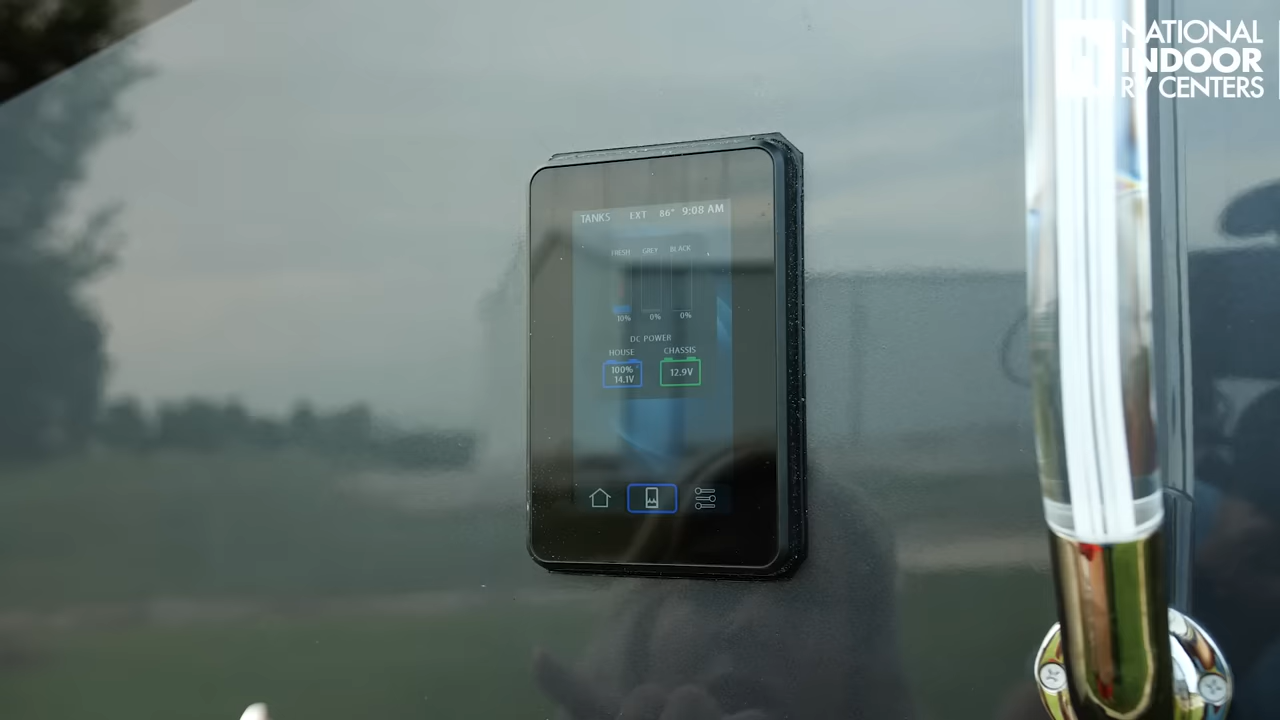 NATIONAL
INDOOR
RV CENTERS
TANKS EXT 86° 9:08 AM
FRESH GREY BLACK
10% 0% 0%
DC POWER
HOUSE CHASSIS
100% 12.9V
14.1V